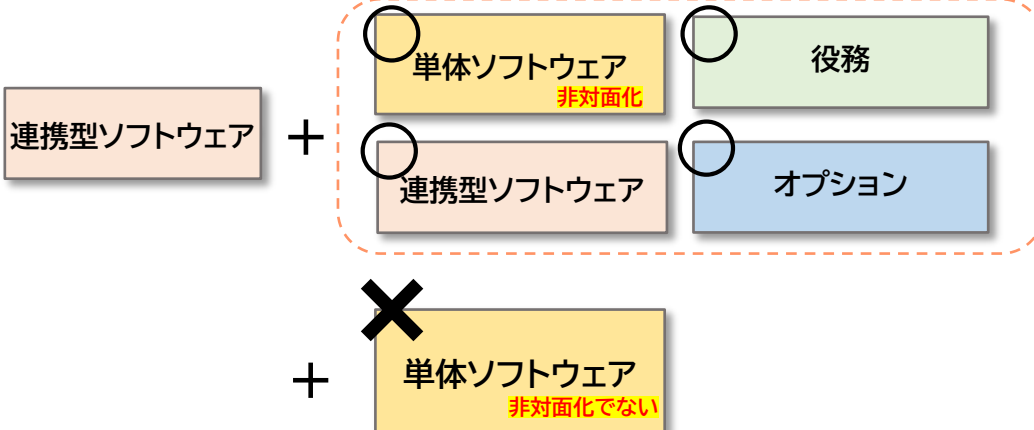 連携型ソフトウェア
+
単体ソフトウェア
非対面化
役務
連携型ソフトウェア
オプション
+
単体ソフトウェア
非対面化でない